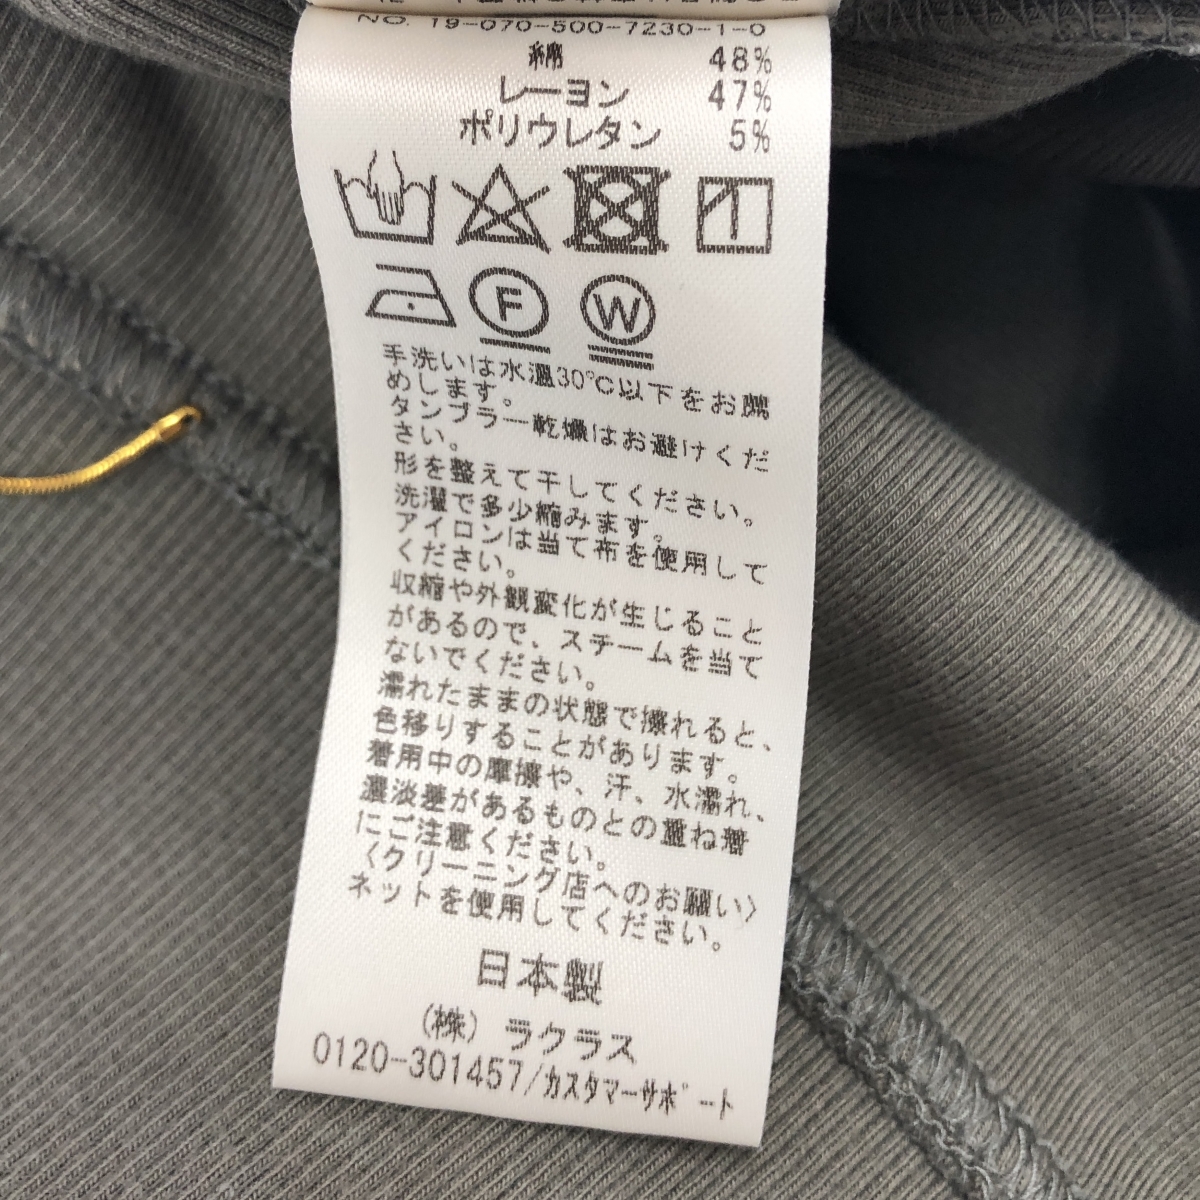 NO. 19-070-500-7230-1-0
綿 48%
レーヨン 47%
ポリウレタン 5%
F W
手洗いは水温30℃以下をお薦
めします。
タンブラー乾燥はお避けくだ
さい。
形を整えて干してください。
洗濯で多少縮みます。
アイロンは当て布を使用して
ください。
収縮や外観変化が生じること
があるので、スチームを当て
ないでください。
濡れたままの状態で擦れると、
色移りすることがあります。
着用中の摩擦や、汗、水濡れ、
濃淡差があるものとの重ね着
にご注意ください。
〈クリーニング店へのお願い〉
ネットを使用してください。
日本製
(株) ラクラス
0120-301457/カスタマーサポート